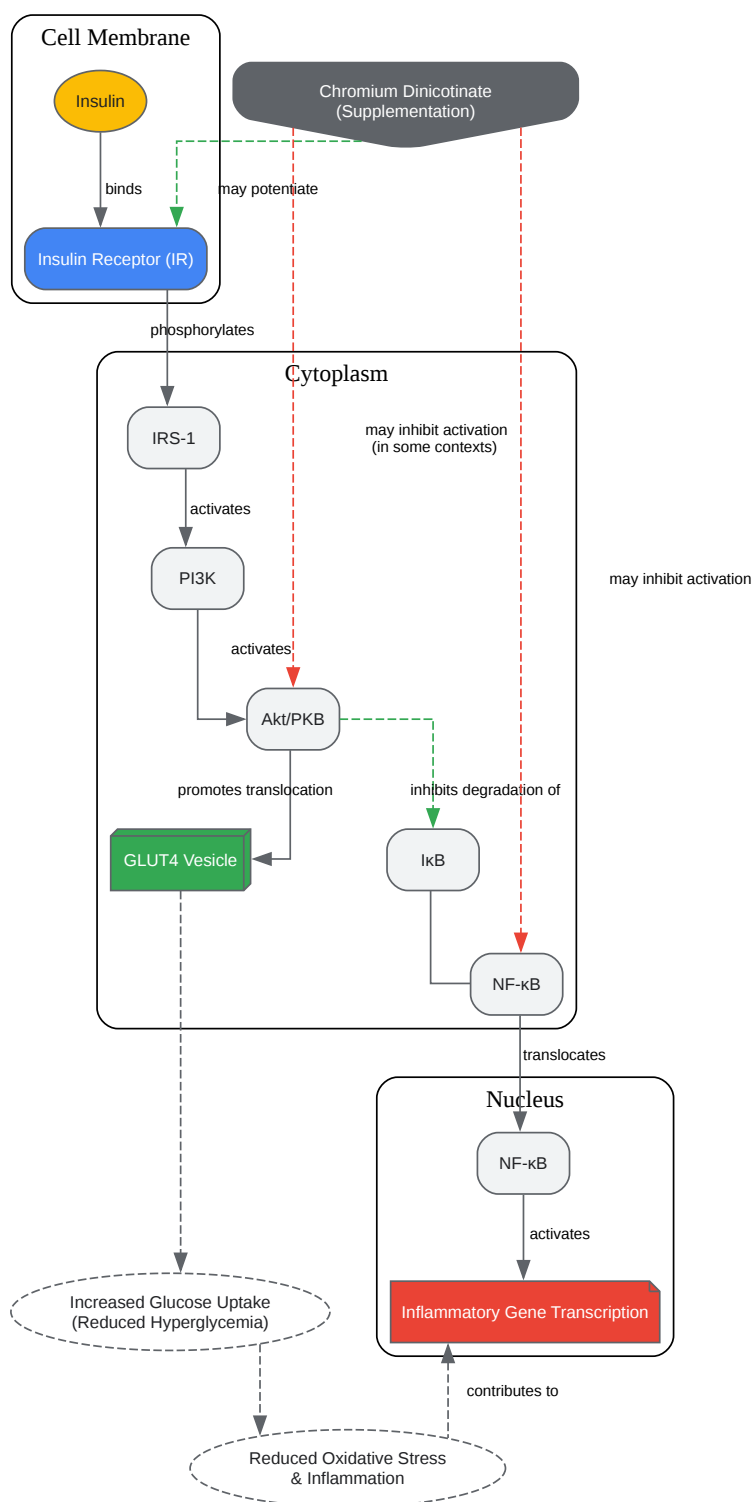 Cell Membrane
Insulin
Chromium Dinicotinate
(Supplementation)
binds
may potentiate
Insulin Receptor (IR)
phosphorylates
Cytoplasm
IRS-1
may inhibit activation
(in some contexts)
activates
PI3K
may inhibit activation
activates
Akt/PKB
promotes translocation
inhibits degradation of
GLUT4 Vesicle
IκB
NF-κB
translocates
Nucleus
NF-κB
activates
Increased Glucose Uptake
(Reduced Hyperglycemia)
Inflammatory Gene Transcription
contributes to
Reduced Oxidative Stress
& Inflammation